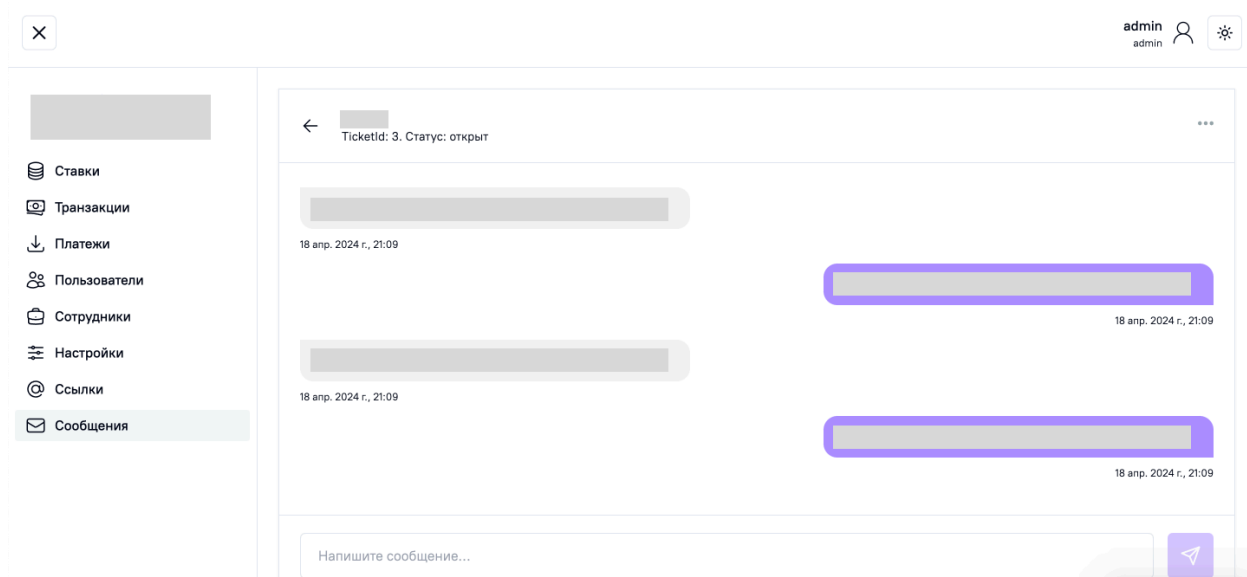 admin
admin
Ставки
Транзакции
Платежи
Пользователи
Сотрудники
Настройки
Ссылки
Сообщения
TicketId: 3. Статус: открыт
18 апр. 2024 г., 21:09
18 апр. 2024 г., 21:09
18 апр. 2024 г., 21:09
18 апр. 2024 г., 21:09
Напишите сообщение...